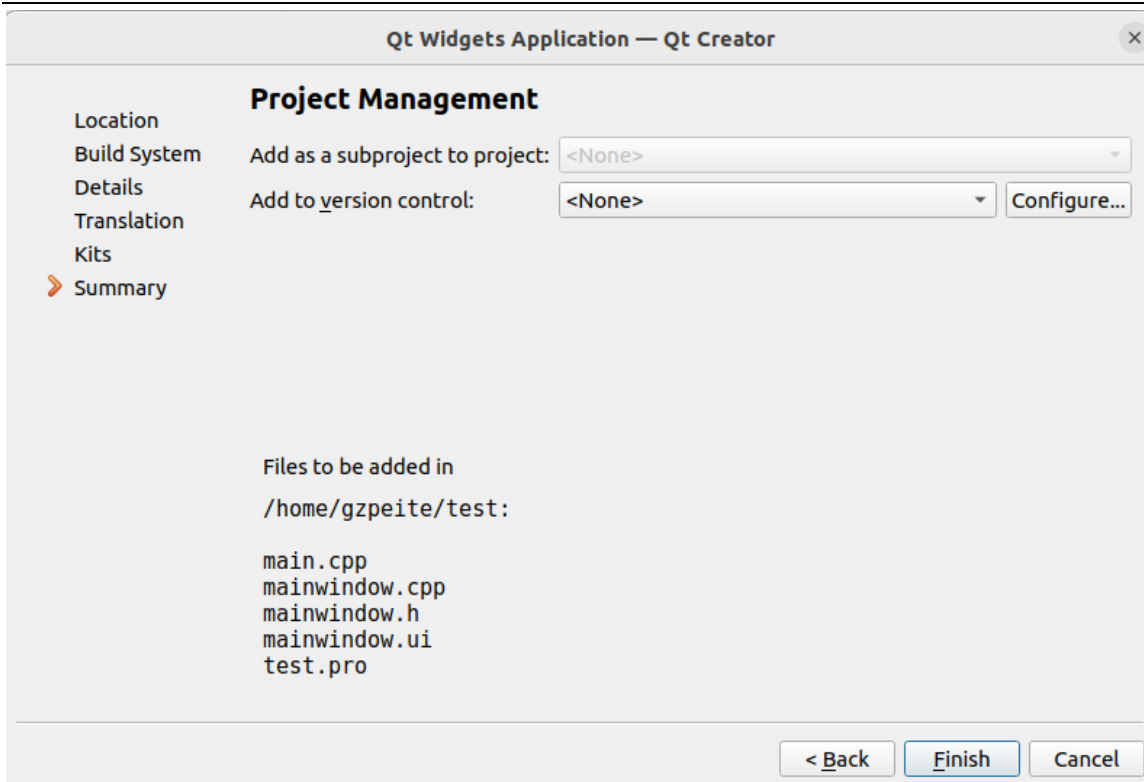 Qt Widgets Application — Qt Creator
Location
Build System
Details
Translation
Kits
Summary
Project Management
Add as a subproject to project: <None>
Add to version control: <None> Configure...
Files to be added in
/home/gzpeite/test:
main.cpp
mainwindow.cpp
mainwindow.h
mainwindow.ui
test.pro
< Back Finish Cancel